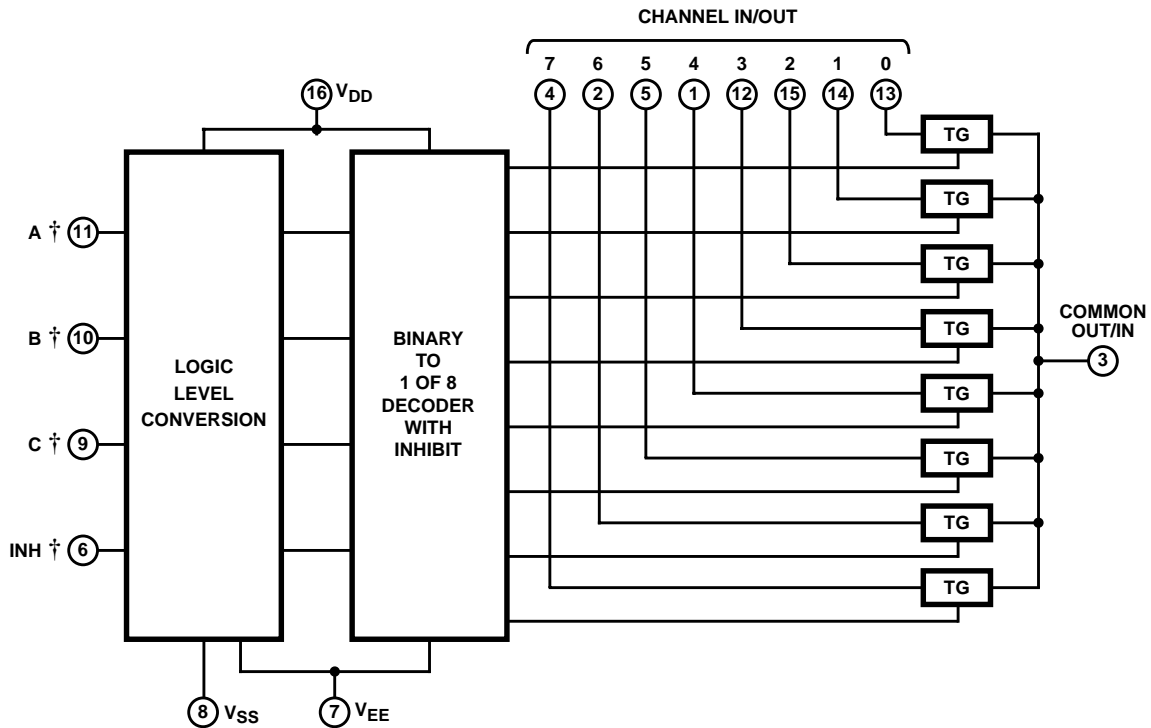 CHANNEL IN/OUT
7 6 5 4 3 2 1 0
4 2 5 1 12 15 14 13
16 VDD
TG
TG
A † 11
TG
B † 10
TG
COMMON
OUT/IN
3
LOGIC
LEVEL
CONVERSION
BINARY
TO
1 OF 8
DECODER
WITH
INHIBIT
TG
C † 9
TG
TG
INH † 6
TG
8 VSS
7 VEE